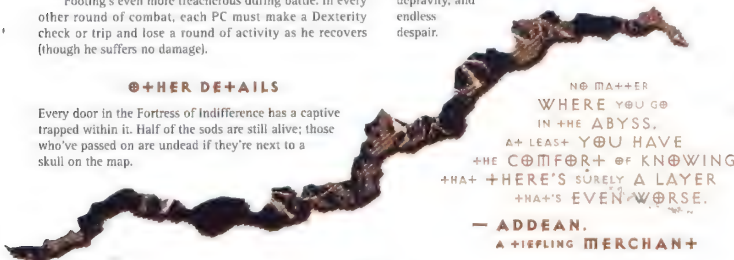 Footing's even more treacherous during battle. In every
other round of combat, each PC must make a Dexterity
check or trip and lose a round of activity as he recovers
(though he suffers no damage).
OTHER DETAILS
Every door in the Fortress of Indifference has a captive
trapped within it. Half of the sods are still alive; those
who've passed on are undead if they're next to a
skull on the map.
depravity, and
endless
despair.
NO MATTER
WHERE YOU GO
IN THE ABYSS,
AT LEAST YOU HAVE
THE COMFORT OF KNOWING
THAT THERE'S SURELY A LAYER
THAT'S EVEN WORSE.
— ADDEAN,
A TIEFLING MERCHANT